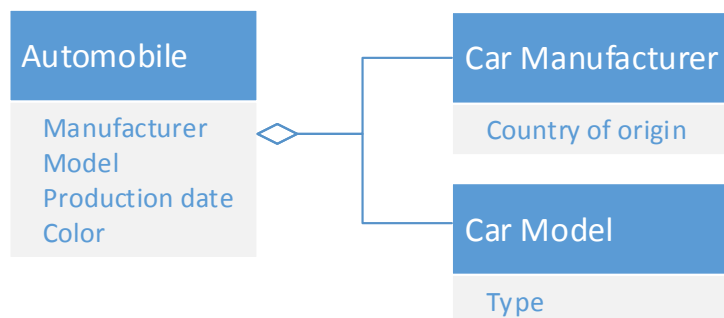 Automobile
Manufacturer
Model
Production date
Color
Car Manufacturer
Country of origin
Car Model
Type